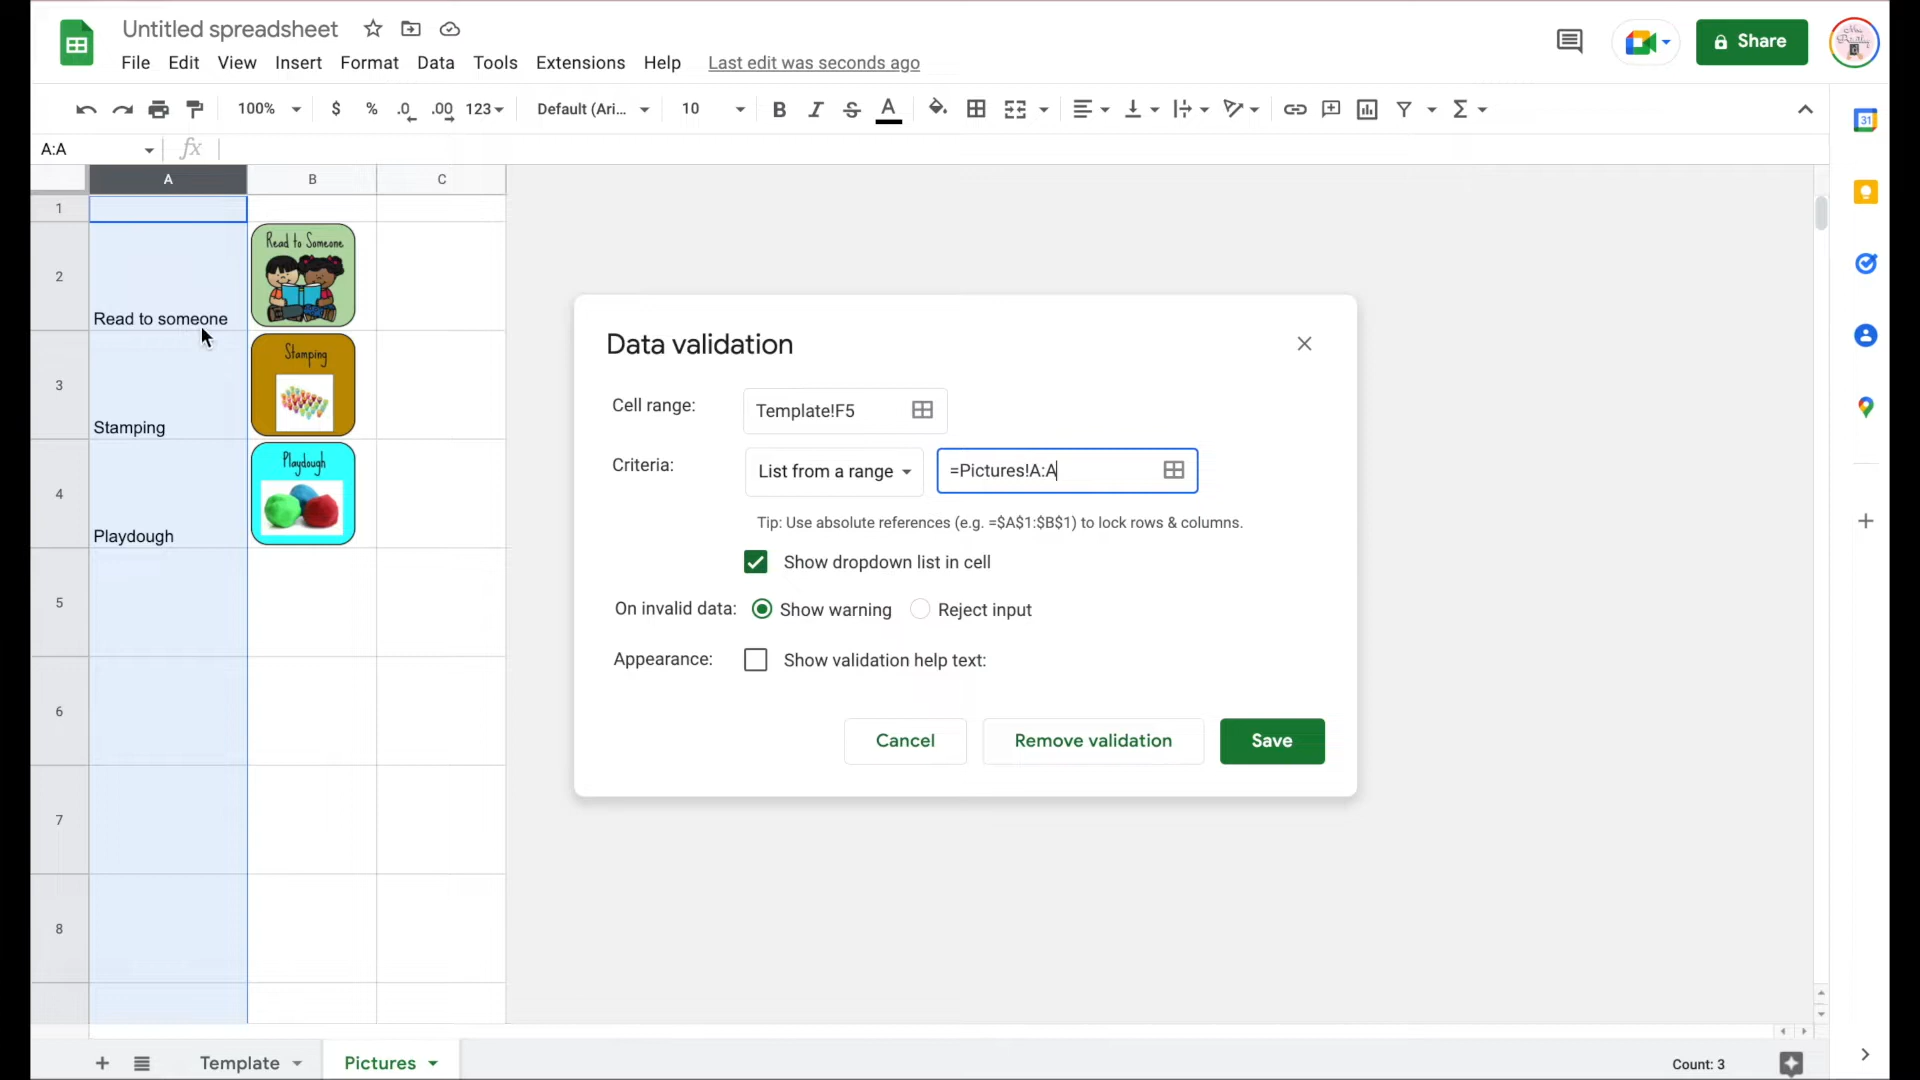 Untitled spreadsheet
File Edit View Insert Format Data Tools Extensions Help Last edit was seconds ago
Share
100% $ % .0 .00 123 Default (Ari... 10 B I S A
31
A:A fx
A B C
1
2 Read to someone
Read to Someone
3 Stamping
Stamping
4 Playdough
Playdough
5
6
7
8
Data validation
Cell range: Template!F5
Criteria: List from a range =Pictures!A:A
Tip: Use absolute references (e.g. =$A$1:$B$1) to lock rows & columns.
Show dropdown list in cell
On invalid data: Show warning Reject input
Appearance: Show validation help text:
Cancel Remove validation Save
Template Pictures Count: 3